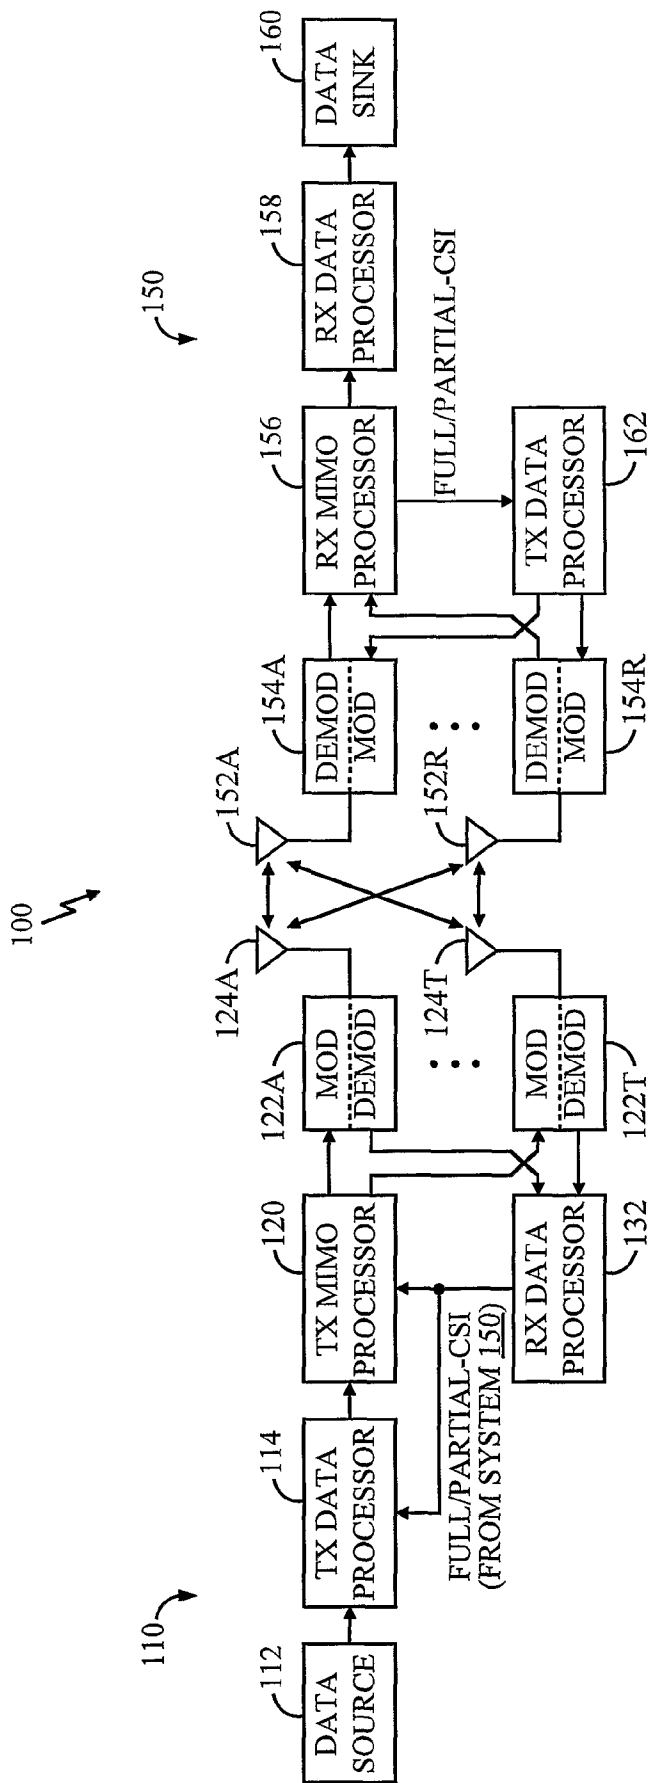 100
110
150
112
DATA
SOURCE
114
TX DATA
PROCESSOR
120
TX MIMO
PROCESSOR
122A
MOD
DEMOD
124A
152A
154A
DEMOD
MOD
156
RX MIMO
PROCESSOR
158
RX DATA
PROCESSOR
160
DATA
SINK
FULL/PARTIAL-CSI
(FROM SYSTEM 150)
124T
152R
FULL/PARTIAL-CSI
RX DATA
PROCESSOR
132
MOD
DEMOD
122T
DEMOD
MOD
154R
TX DATA
PROCESSOR
162